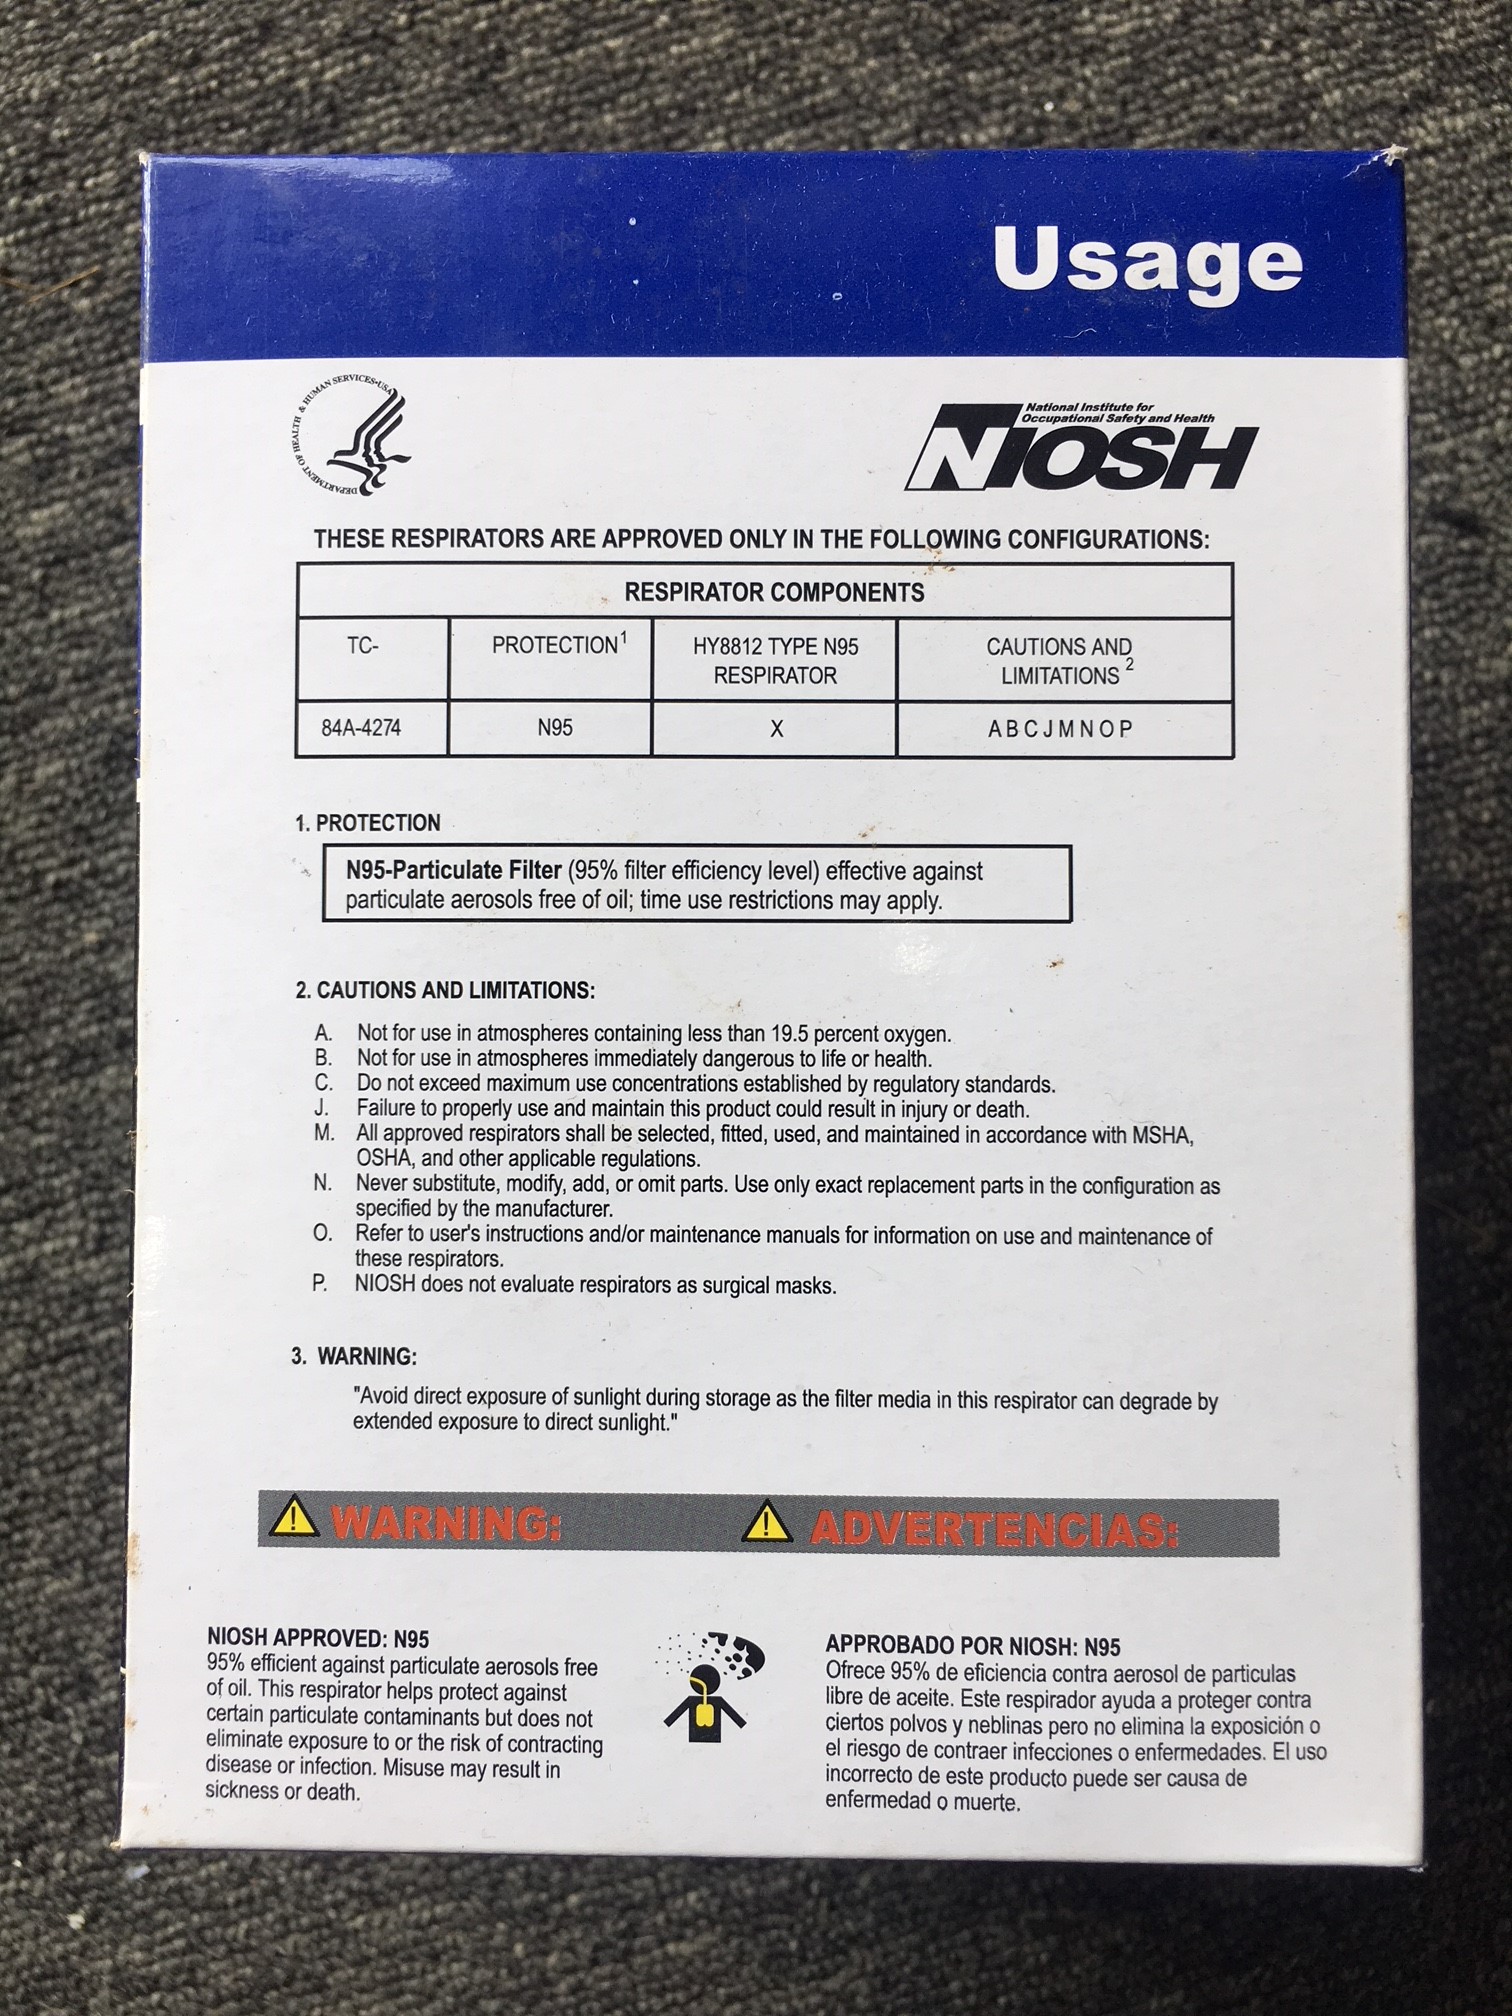 Usage
DEPARTMENT OF HEALTH & HUMAN SERVICES•USA
National Institute for
Occupational Safety and Health
NIOSH
THESE RESPIRATORS ARE APPROVED ONLY IN THE FOLLOWING CONFIGURATIONS:
RESPIRATOR COMPONENTS
TC- PROTECTION¹ HY8812 TYPE N95 CAUTIONS AND
RESPIRATOR LIMITATIONS ²
84A-4274 N95 X A B C J M N O P
1. PROTECTION
N95-Particulate Filter (95% filter efficiency level) effective against
particulate aerosols free of oil; time use restrictions may apply.
2. CAUTIONS AND LIMITATIONS:
A. Not for use in atmospheres containing less than 19.5 percent oxygen.
B. Not for use in atmospheres immediately dangerous to life or health.
C. Do not exceed maximum use concentrations established by regulatory standards.
J. Failure to properly use and maintain this product could result in injury or death.
M. All approved respirators shall be selected, fitted, used, and maintained in accordance with MSHA,
OSHA, and other applicable regulations.
N. Never substitute, modify, add, or omit parts. Use only exact replacement parts in the configuration as
specified by the manufacturer.
O. Refer to user's instructions and/or maintenance manuals for information on use and maintenance of
these respirators.
P. NIOSH does not evaluate respirators as surgical masks.
3. WARNING:
"Avoid direct exposure of sunlight during storage as the filter media in this respirator can degrade by
extended exposure to direct sunlight."
WARNING: ADVERTENCIAS:
NIOSH APPROVED: N95
95% efficient against particulate aerosols free
of oil. This respirator helps protect against
certain particulate contaminants but does not
eliminate exposure to or the risk of contracting
disease or infection. Misuse may result in
sickness or death.
APPROBADO POR NIOSH: N95
Ofrece 95% de eficiencia contra aerosol de particulas
libre de aceite. Este respirador ayuda a proteger contra
ciertos polvos y neblinas pero no elimina la exposición o
el riesgo de contraer infecciones o enfermedades. El uso
incorrecto de este producto puede ser causa de
enfermedad o muerte.